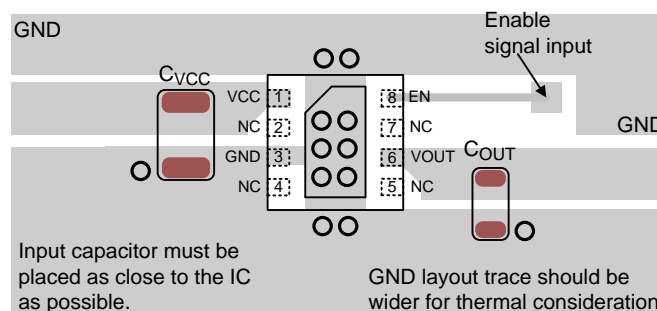 GND
Enable
signal input
CVCC
VCC 1
8 EN
NC 2
7 NC
GND
GND 3
6 VOUT
COUT
NC 4
5 NC
Input capacitor must be
placed as close to the IC
as possible.
GND layout trace should be
wider for thermal consideration